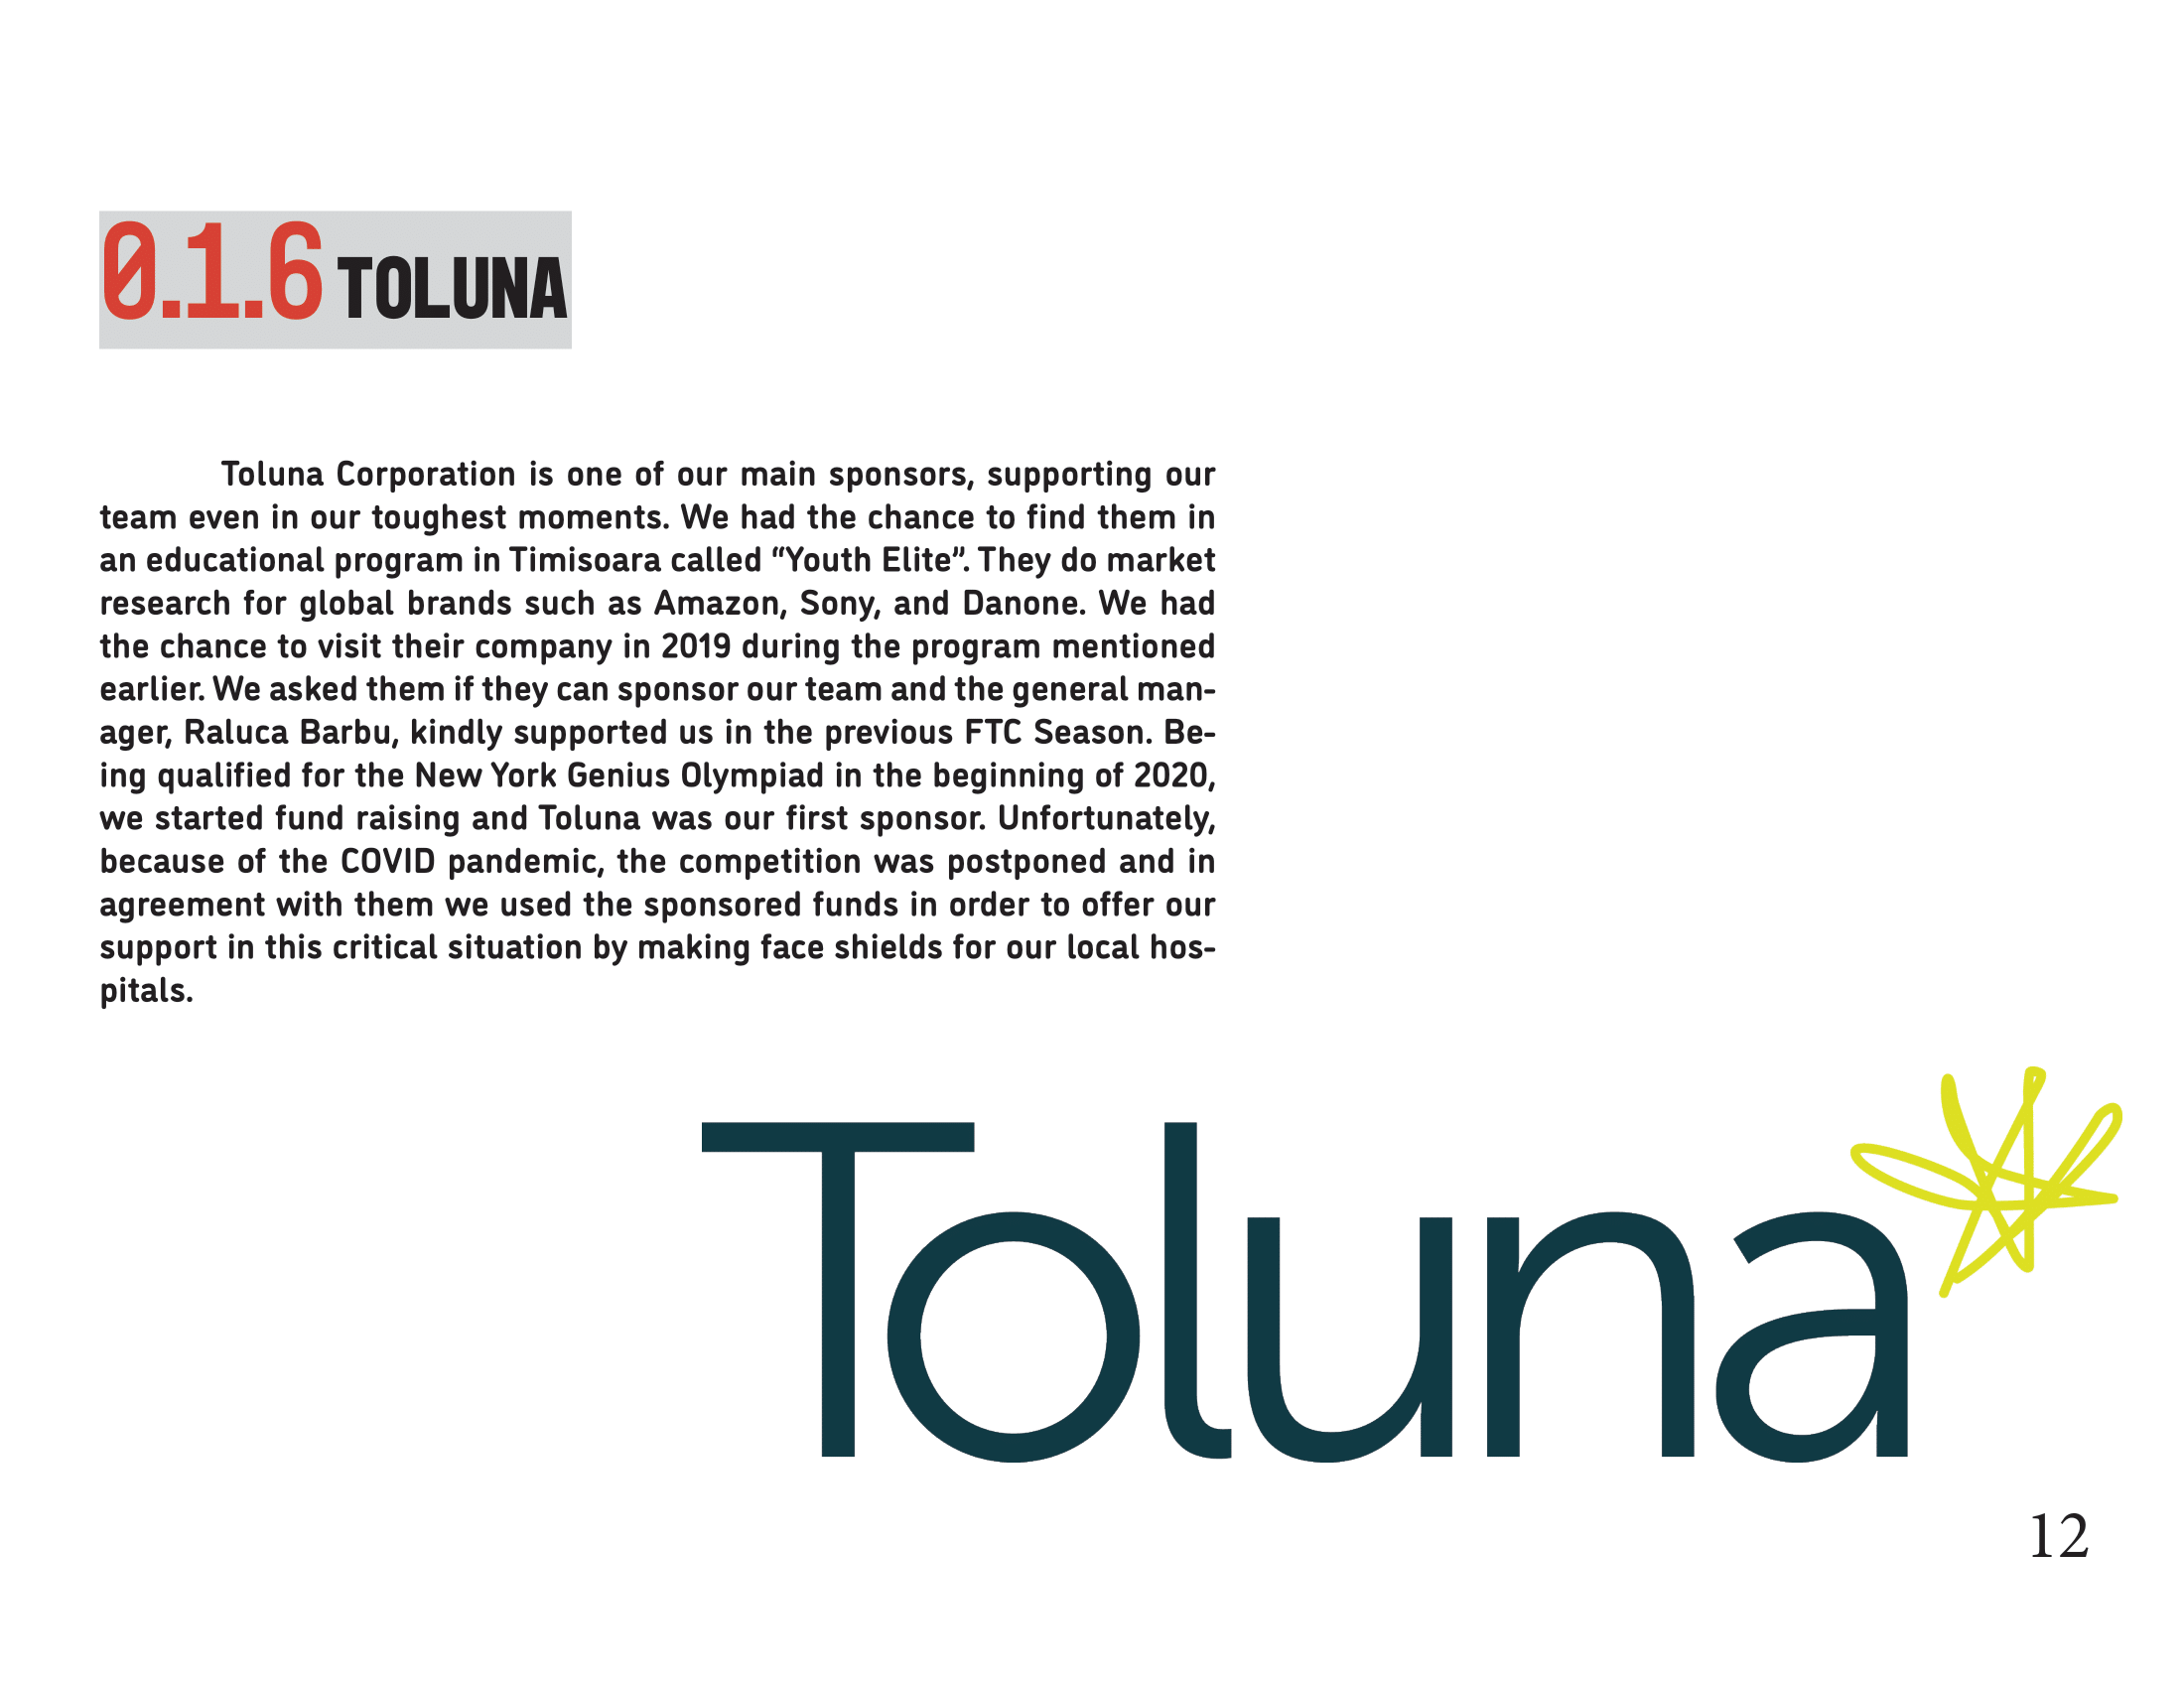 0.1.6 TOLUNA
Toluna Corporation is one of our main sponsors, supporting our
team even in our toughest moments. We had the chance to find them in
an educational program in Timisoara called “Youth Elite”. They do market
research for global brands such as Amazon, Sony, and Danone. We had
the chance to visit their company in 2019 during the program mentioned
earlier. We asked them if they can sponsor our team and the general man-
ager, Raluca Barbu, kindly supported us in the previous FTC Season. Be-
ing qualified for the New York Genius Olympiad in the beginning of 2020,
we started fund raising and Toluna was our first sponsor. Unfortunately,
because of the COVID pandemic, the competition was postponed and in
agreement with them we used the sponsored funds in order to offer our
support in this critical situation by making face shields for our local hos-
pitals.
Toluna
12